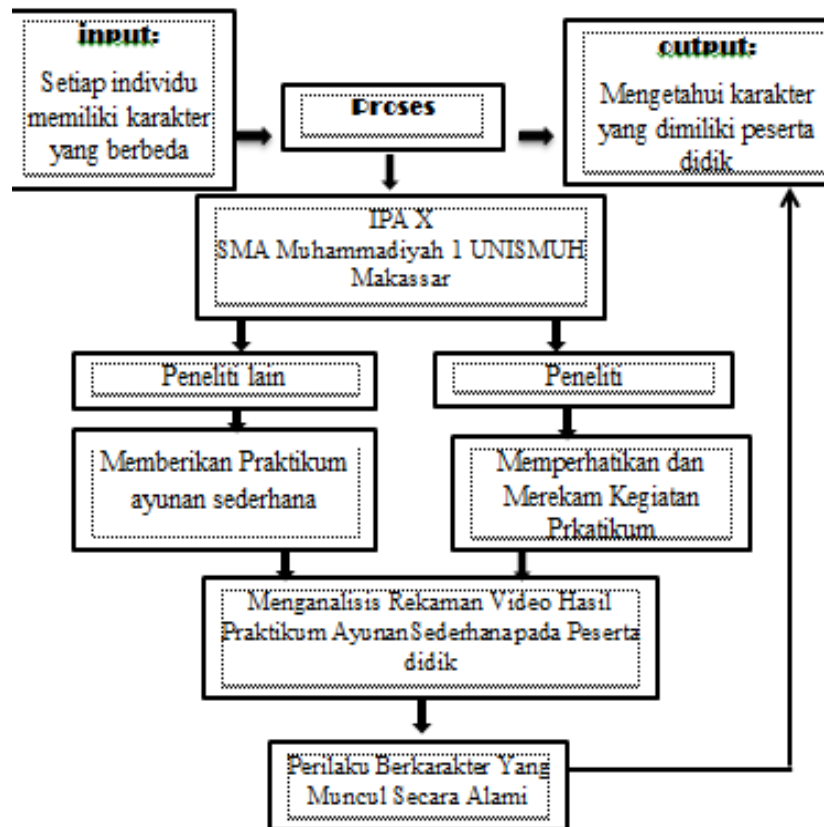 input:
Setiap individu
memiliki karakter
yang berbeda
Proses
output:
Mengetahui karakter
yang dimiliki peserta
didik
IPA X
SMA Muhammadiyah 1 UNISMUH
Makassar
Peneliti lain
Peneliti
Memberikan Praktikum
ayunan sederhana
Memperhatikan dan
Merekam Kegiatan
Prkatikum
Menganalisis Rekaman Video Hasil
Praktikum Ayunan Sederhana pada Peserta
didik
Perilaku Berkarakter Yang
Muncul Secara Alami